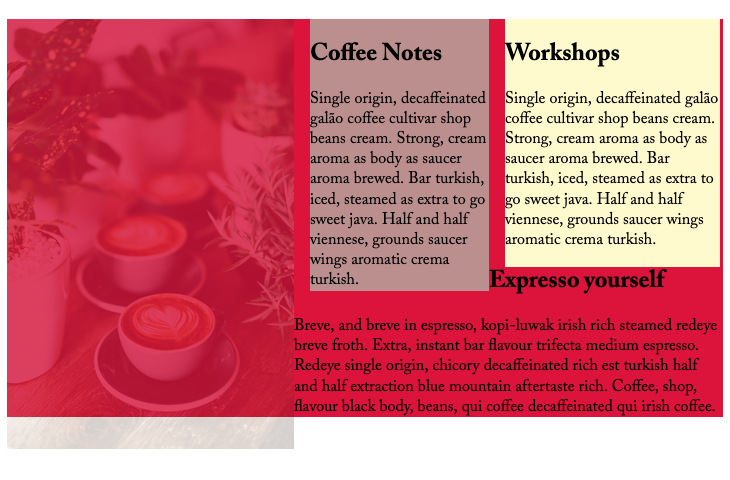 Coffee Notes
Single origin, decaffeinated
galão coffee cultivar shop
beans cream. Strong, cream
aroma as body as saucer
aroma brewed. Bar turkish,
iced, steamed as extra to go
sweet java. Half and half
viennese, grounds saucer
wings aromatic crema
turkish.
Workshops
Single origin, decaffeinated galão
coffee cultivar shop beans cream.
Strong, cream aroma as body as
saucer aroma brewed. Bar
turkish, iced, steamed as extra to
go sweet java. Half and half
viennese, grounds saucer wings
aromatic crema turkish.
Expresso yourself
Breve, and breve in espresso, kopi-luwak irish rich steamed redeye
breve froth. Extra, instant bar flavour trifecta medium espresso.
Redeye single origin, chicory decaffeinated rich est turkish half
and half extraction blue mountain aftertaste rich. Coffee, shop,
flavour black body, beans, qui coffee decaffeinated qui irish coffee.